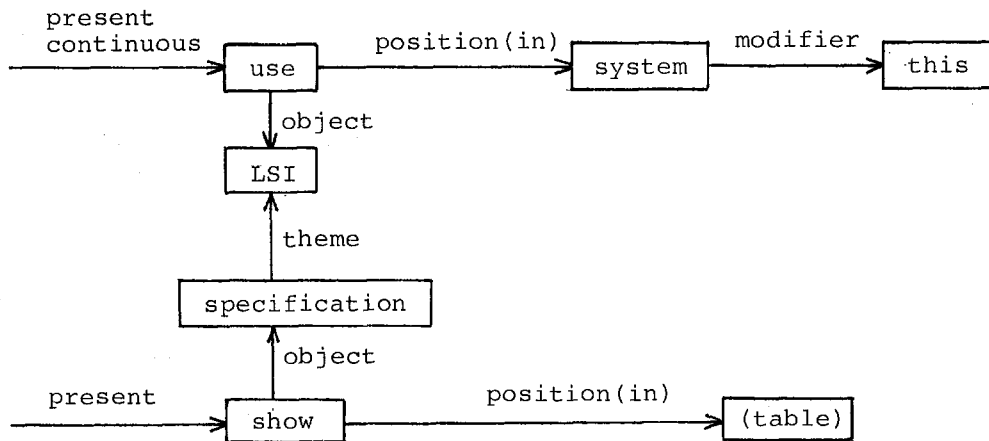 present
continuous
position(in)
modifier
use
system
this
object
LSI
theme
specification
object
present
position(in)
show
(table)